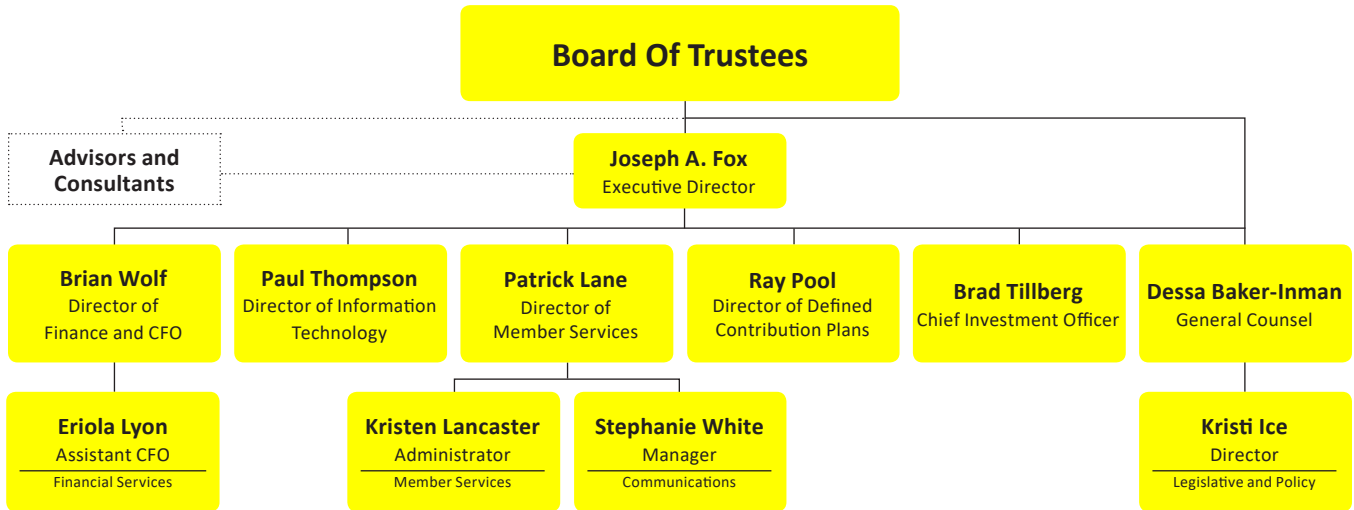 Board Of Trustees
Advisors and
Consultants
Joseph A. Fox
Executive Director
Brian Wolf
Director of
Finance and CFO
Paul Thompson
Director of Information
Technology
Patrick Lane
Director of
Member Services
Ray Pool
Director of Defined
Contribution Plans
Brad Tillberg
Chief Investment Officer
Dessa Baker-Inman
General Counsel
Eriola Lyon
Assistant CFO
Financial Services
Kristen Lancaster
Administrator
Member Services
Stephanie White
Manager
Communications
Kristi Ice
Director
Legislative and Policy